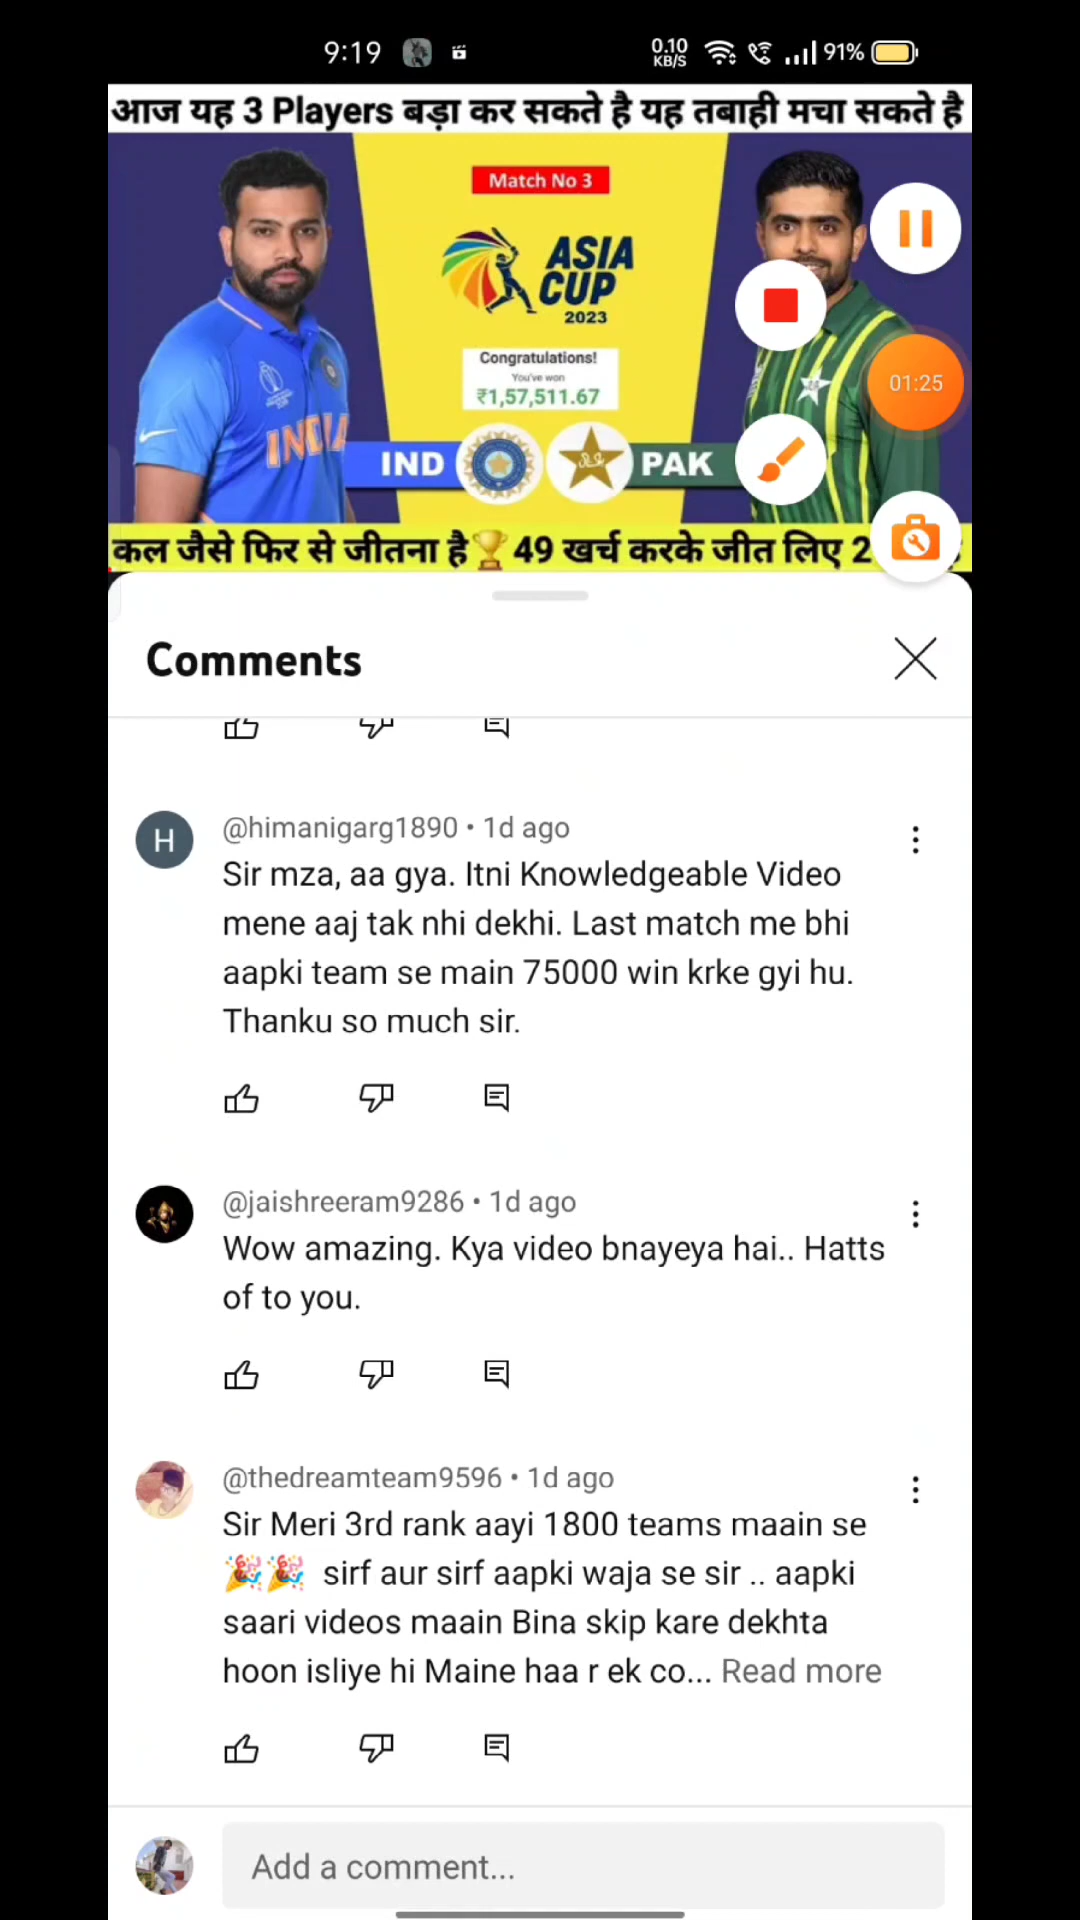 9:19 0.10 KB/S 91%
आज यह 3 Players बड़ा कर सकते है यह तबाही मचा सकते है
Match No 3
ASIA
CUP
2023
Congratulations!
You've won
₹1,57,511.67
INDIA
IND PAK
01:25
कल जैसे फिर से जीतना है🏆49 खर्च करके जीत लिए 2
Comments
H
@himanigarg1890 • 1d ago
Sir mza, aa gya. Itni Knowledgeable Video
mene aaj tak nhi dekhi. Last match me bhi
aapki team se main 75000 win krke gyi hu.
Thanku so much sir.
@jaishreeram9286 • 1d ago
Wow amazing. Kya video bnayeya hai.. Hatts
of to you.
@thedreamteam9596 • 1d ago
Sir Meri 3rd rank aayi 1800 teams maain se
🎉🎉 sirf aur sirf aapki waja se sir .. aapki
saari videos maain Bina skip kare dekhta
hoon isliye hi Maine haa r ek co... Read more
Add a comment...